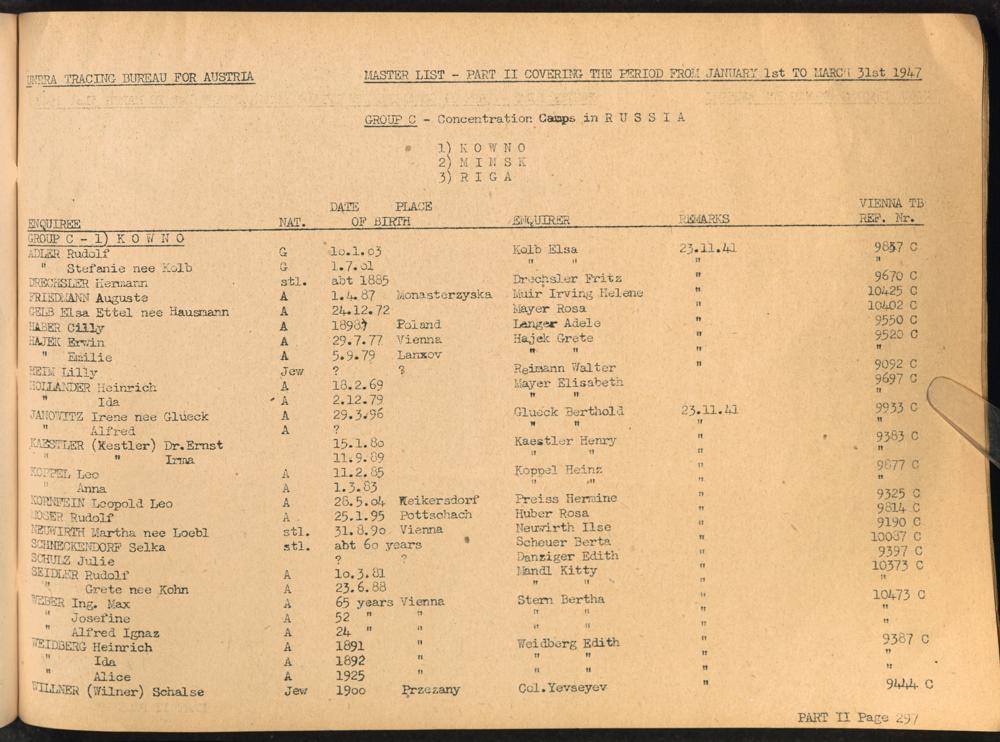 UNRRA TRACING BUREAU FOR AUSTRIA MASTER LIST - PART II COVERING THE PERIOD FROM JANUARY 1st TO MARCH 31st 1947
GROUP C - Concentration Camps in R U S S I A
1) K O W N O
2) M I N S K
3) R I G A
DATE PLACE VIENNA TB
ENQUIREE NAT. OF BIRTH ENQUIRER REMARKS REF. Nr.
GROUP C - 1) K O W N O
ADLER Rudolf G 10.1.03 Kolb Elsa 23.11.41 9837 C
" Stefanie nee Kolb G 1.7.01 " " " "
DRECHSLER Hermann stl. abt 1885 Drechsler Fritz " 9670 C
FRIEDMANN Auguste A 1.4.87 Monasterzyska Muir Irving Helene " 10425 C
GELB Elsa Ettel nee Hausmann A 24.12.72 Mayer Rosa " 10402 C
HABER Cilly A 1898 Poland Langer Adele " 9550 C
HAJEK Erwin A 29.7.77 Vienna Hajek Grete " 9520 C
" Emilie A 5.9.79 Lanxov " " " "
HEIM Lilly Jew ? ? Reimann Walter " 9092 C
HOLLANDER Heinrich A 18.2.69 Mayer Elisabeth 9697 C
" Ida A 2.12.79 "
JANOWITZ Irene nee Glueck A 29.3.96 Glueck Berthold 23.11.41 9933 C
" Alfred A ? " " " "
KAESTLER (Kestler) Dr.Ernst 15.1.80 Kaestler Henry " 9383 C
" " Irma 11.9.89 " " " "
KOPPEL Leo A 11.2.85 Koppel Heinz " 9877 C
" Anna A 1.3.83 " " " "
KORNFEIN Leopold Leo A 28.5.04 Weikersdorf Preiss Hermine " 9325 C
MOSER Rudolf A 25.1.95 Pottschach Huber Rosa " 9814 C
NEUWIRTH Martha nee Loebl stl. 31.8.90 Vienna Neuwirth Ilse " 9190 C
SCHNECKENDORF Selka stl. abt 60 years Scheuer Berta " 10087 C
SCHULZ Julie ? ? Danziger Edith " 9397 C
SEIDLER Rudolf A 10.3.81 Mandl Kitty " 10373 C
" Grete nee Kohn A 23.6.88 " " " "
WEBER Ing. Max A 65 years Vienna Stern Bertha " 10473 C
" Josefine A 52 " " " " " "
" Alfred Ignaz A 24 " " " " " "
WEIDBERG Heinrich A 1891 " Weidberg Edith " 9387 C
" Ida A 1892 " " " " "
" Alice A 1925 " " " " "
WILLNER (Wilner) Schalse Jew 1900 Przezany Col.Yevseyev " 9444 C
PART II Page 297